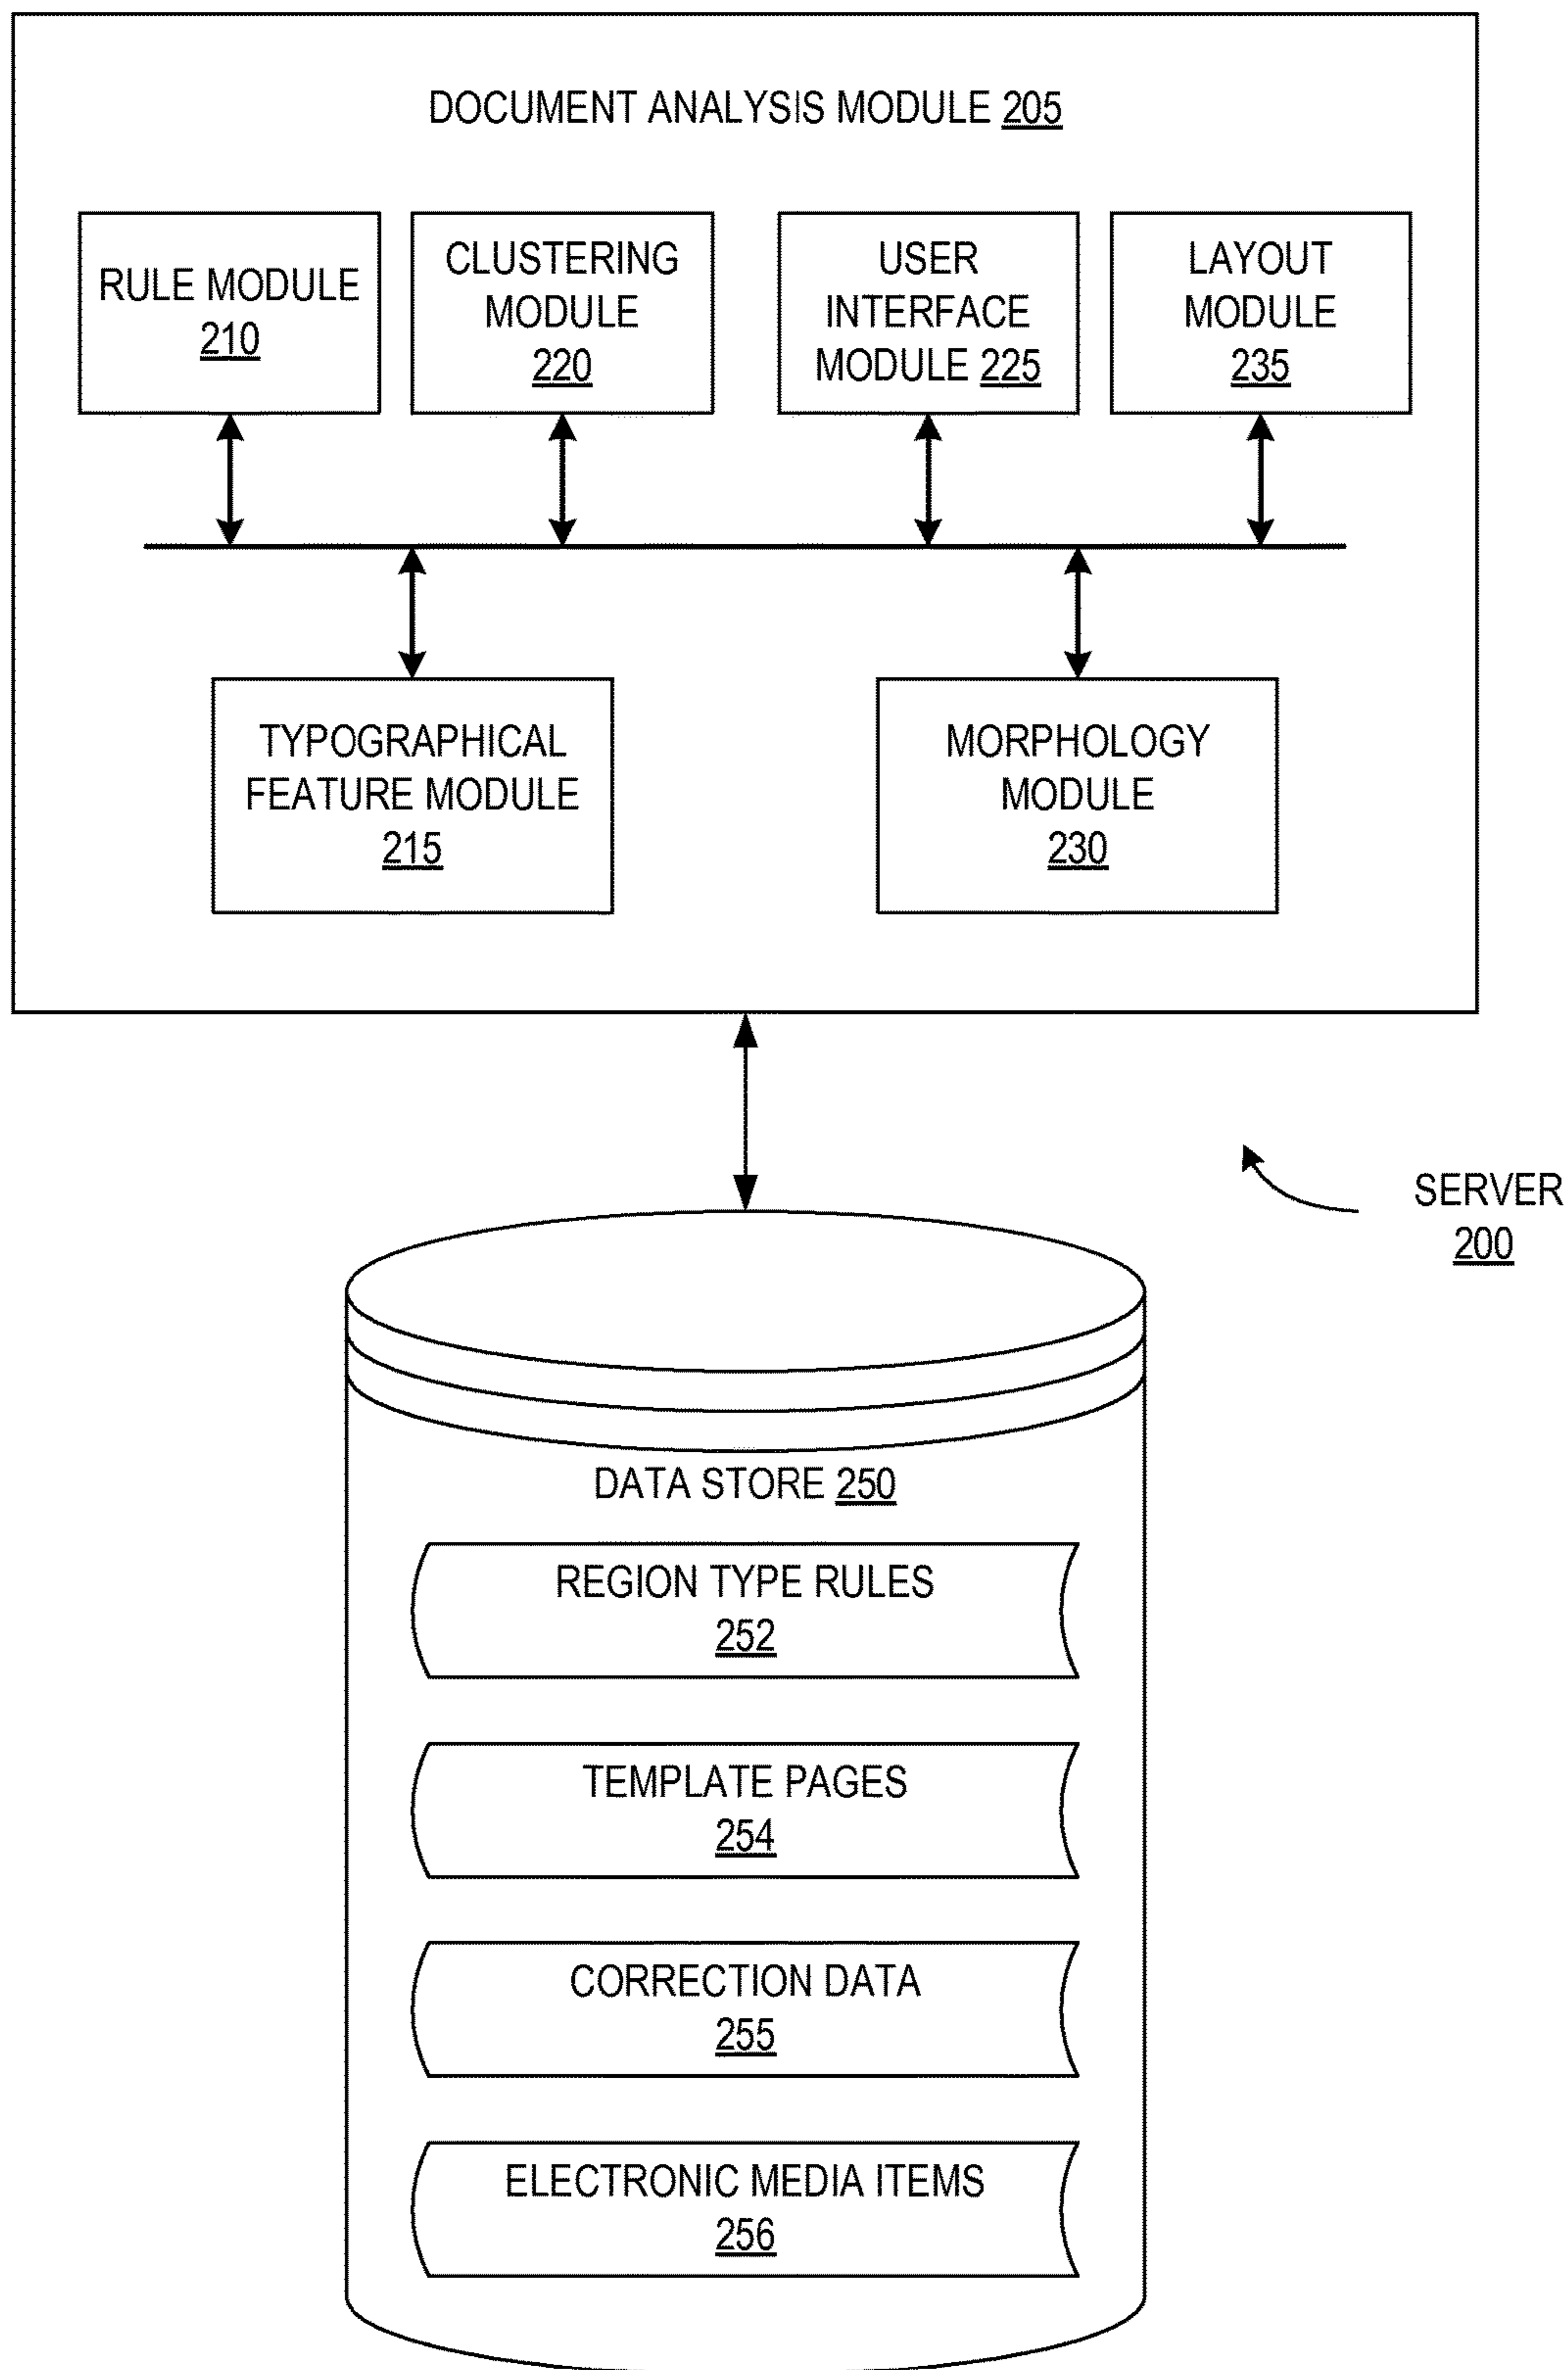 DOCUMENT ANALYSIS MODULE 205
RULE MODULE
210
CLUSTERING
MODULE
220
USER
INTERFACE
MODULE 225
LAYOUT
MODULE
235
TYPOGRAPHICAL
FEATURE MODULE
215
MORPHOLOGY
MODULE
230
SERVER
200
DATA STORE 250
REGION TYPE RULES
252
TEMPLATE PAGES
254
CORRECTION DATA
255
ELECTRONIC MEDIA ITEMS
256